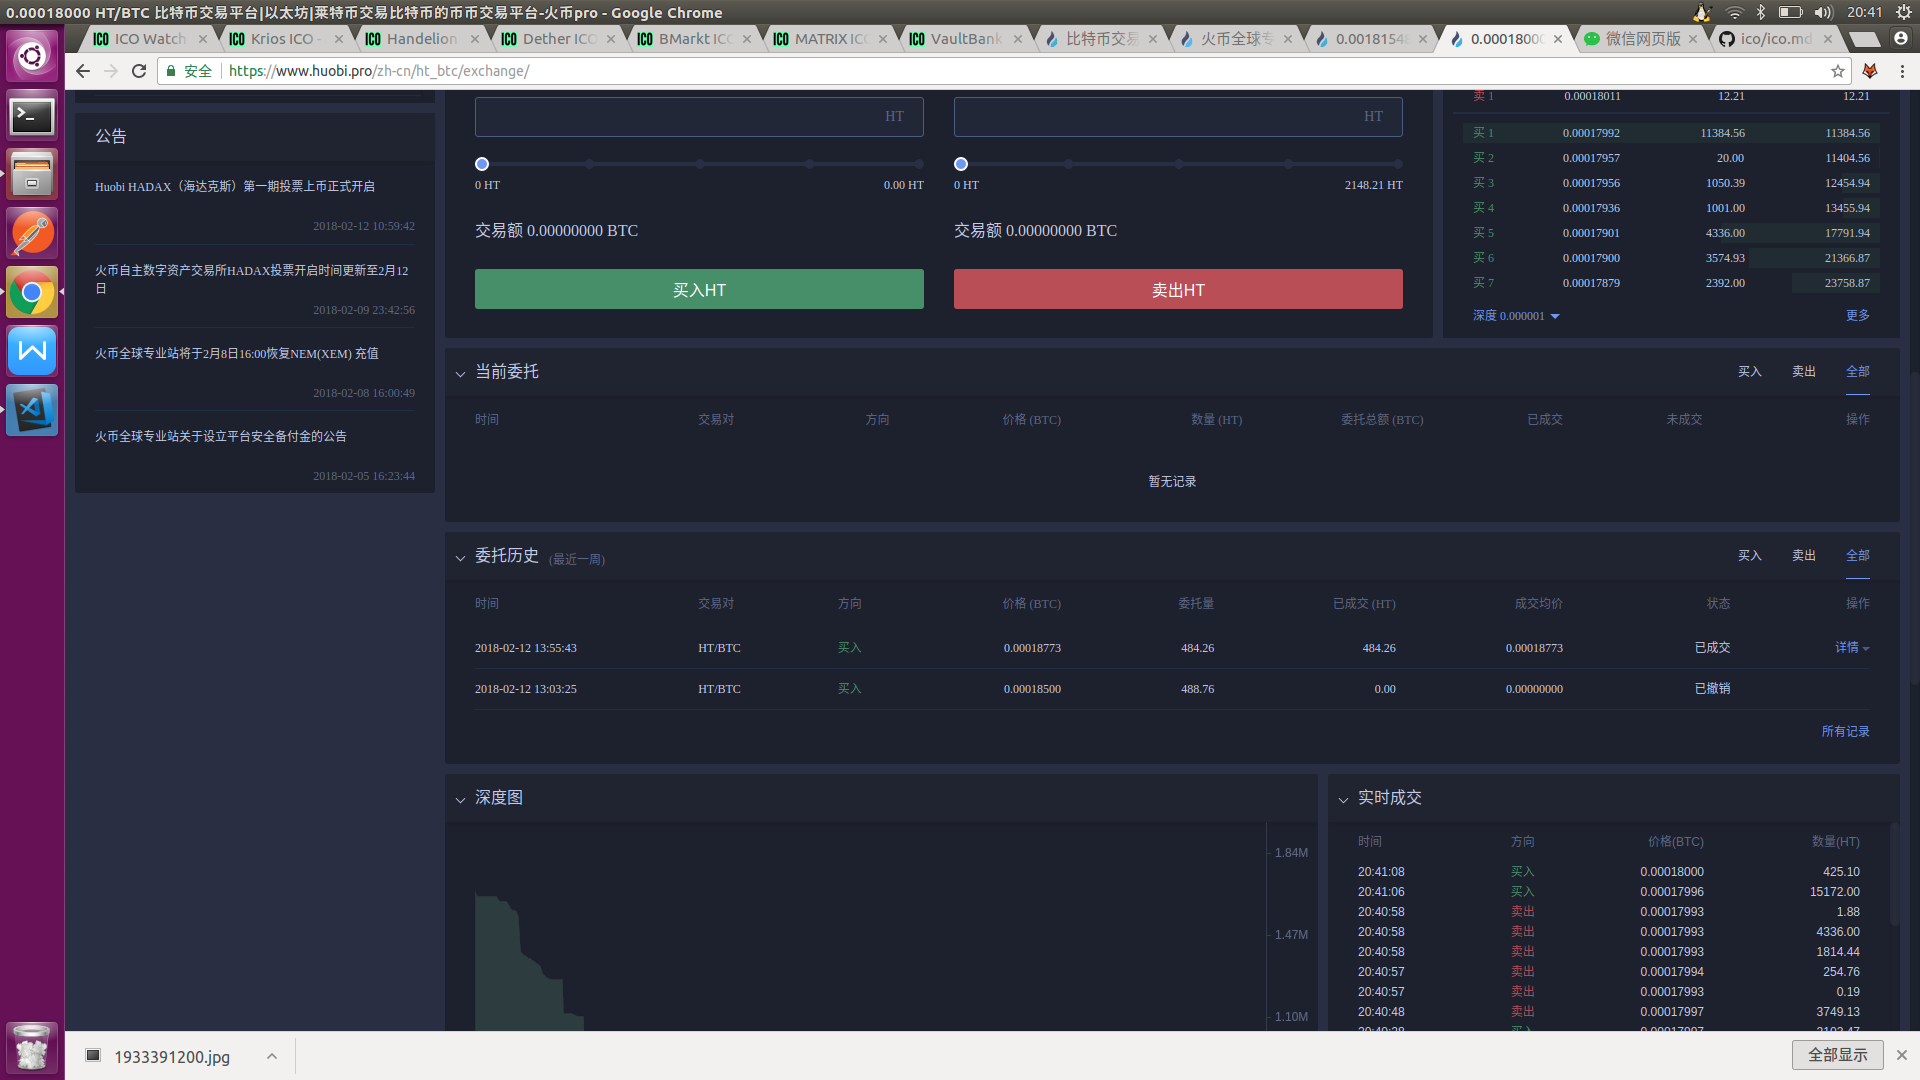 0.00018000 HT/BTC 比特币交易平台|以太坊|莱特币交易比特币的币币交易平台-火币pro - Google Chrome
20:41
ICO Watch
Krios ICO -
Handelion
Dether ICO
BMarkt ICO
MATRIX ICO
VaultBank
比特币交易
火币全球专
0.0018154
0.00018000
微信网页版
ico/ico.md
安全
https://www.huobi.pro/zh-cn/ht_btc/exchange/
公告
Huobi HADAX（海达克斯）第一期投票上币正式开启
2018-02-12 10:59:42
火币自主数字资产交易所HADAX投票开启时间更新至2月12
日
2018-02-09 23:42:56
火币全球专业站将于2月8日16:00恢复NEM(XEM) 充值
2018-02-08 16:00:49
火币全球专业站关于设立平台安全备付金的公告
2018-02-05 16:23:44
HT
HT
0 HT 0.00 HT
0 HT 2148.21 HT
交易额 0.00000000 BTC
交易额 0.00000000 BTC
买入HT
卖出HT
卖 1 0.00018011 12.21 12.21
买 1 0.00017992 11384.56 11384.56
买 2 0.00017957 20.00 11404.56
买 3 0.00017956 1050.39 12454.94
买 4 0.00017936 1001.00 13455.94
买 5 0.00017901 4336.00 17791.94
买 6 0.00017900 3574.93 21366.87
买 7 0.00017879 2392.00 23758.87
深度 0.000001 更多
当前委托 买入 卖出 全部
时间 交易对 方向 价格 (BTC) 数量 (HT) 委托总额 (BTC) 已成交 未成交 操作
暂无记录
委托历史 (最近一周) 买入 卖出 全部
时间 交易对 方向 价格 (BTC) 委托量 已成交 (HT) 成交均价 状态 操作
2018-02-12 13:55:43 HT/BTC 买入 0.00018773 484.26 484.26 0.00018773 已成交 详情
2018-02-12 13:03:25 HT/BTC 买入 0.00018500 488.76 0.00 0.00000000 已撤销
所有记录
深度图
1.84M
1.47M
1.10M
实时成交
时间 方向 价格(BTC) 数量(HT)
20:41:08 买入 0.00018000 425.10
20:41:06 买入 0.00017996 15172.00
20:40:58 卖出 0.00017993 1.88
20:40:58 卖出 0.00017993 4336.00
20:40:58 卖出 0.00017993 1814.44
20:40:57 卖出 0.00017994 254.76
20:40:57 卖出 0.00017993 0.19
20:40:48 卖出 0.00017997 3749.13
1933391200.jpg
全部显示